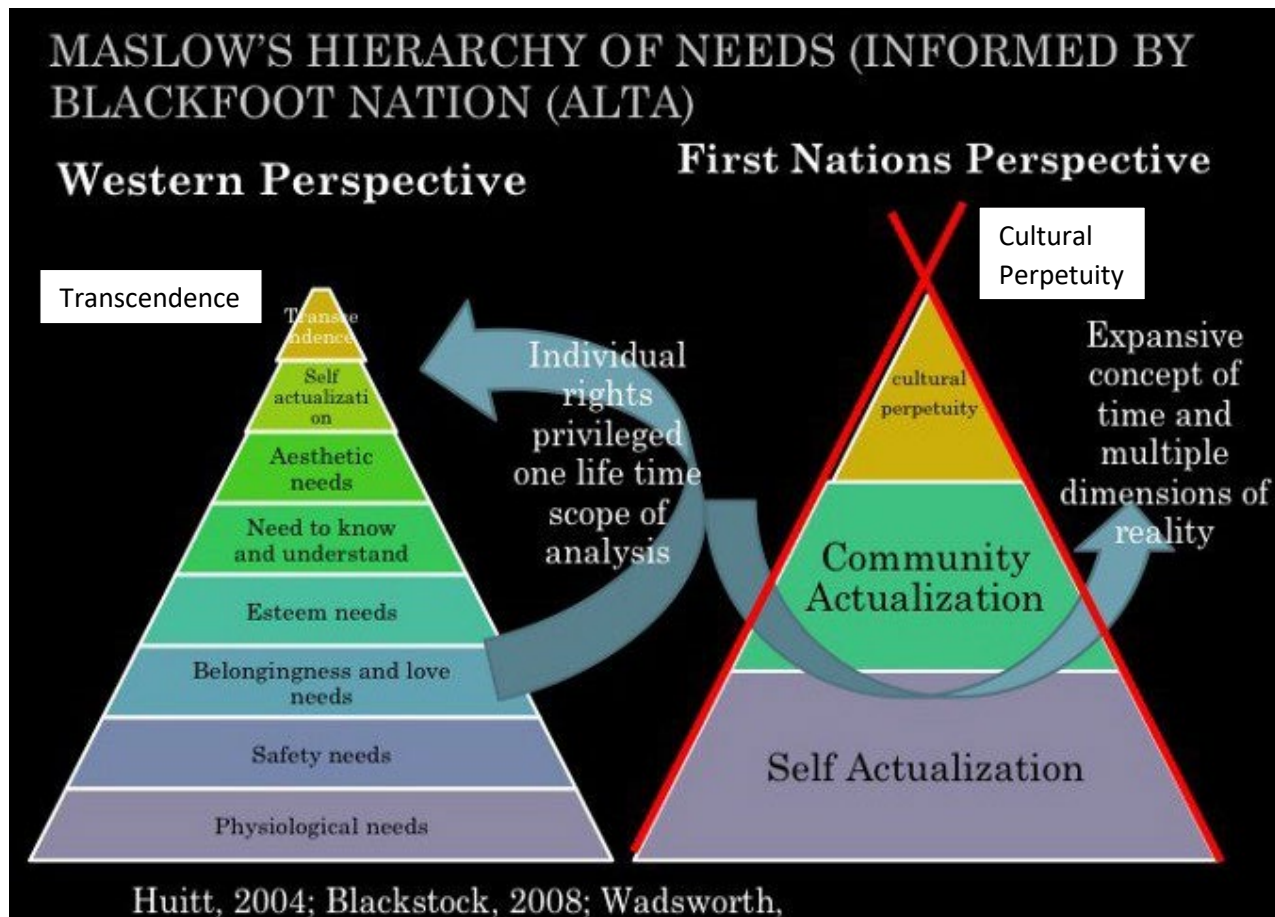 MASLOW'S HIERARCHY OF NEEDS (INFORMED BY
BLACKFOOT NATION (ALTA)
Western Perspective
First Nations Perspective
Transcendence
Transce
ndence
Self
actualizati
on
Aesthetic
needs
Need to know
and understand
Esteem needs
Belongingness and love
needs
Safety needs
Physiological needs
Individual
rights
privileged
one life time
scope of
analysis
Cultural
Perpetuity
cultural
perpetuity
Community
Actualization
Self Actualization
Expansive
concept of
time and
multiple
dimensions of
reality
Huitt, 2004; Blackstock, 2008; Wadsworth,